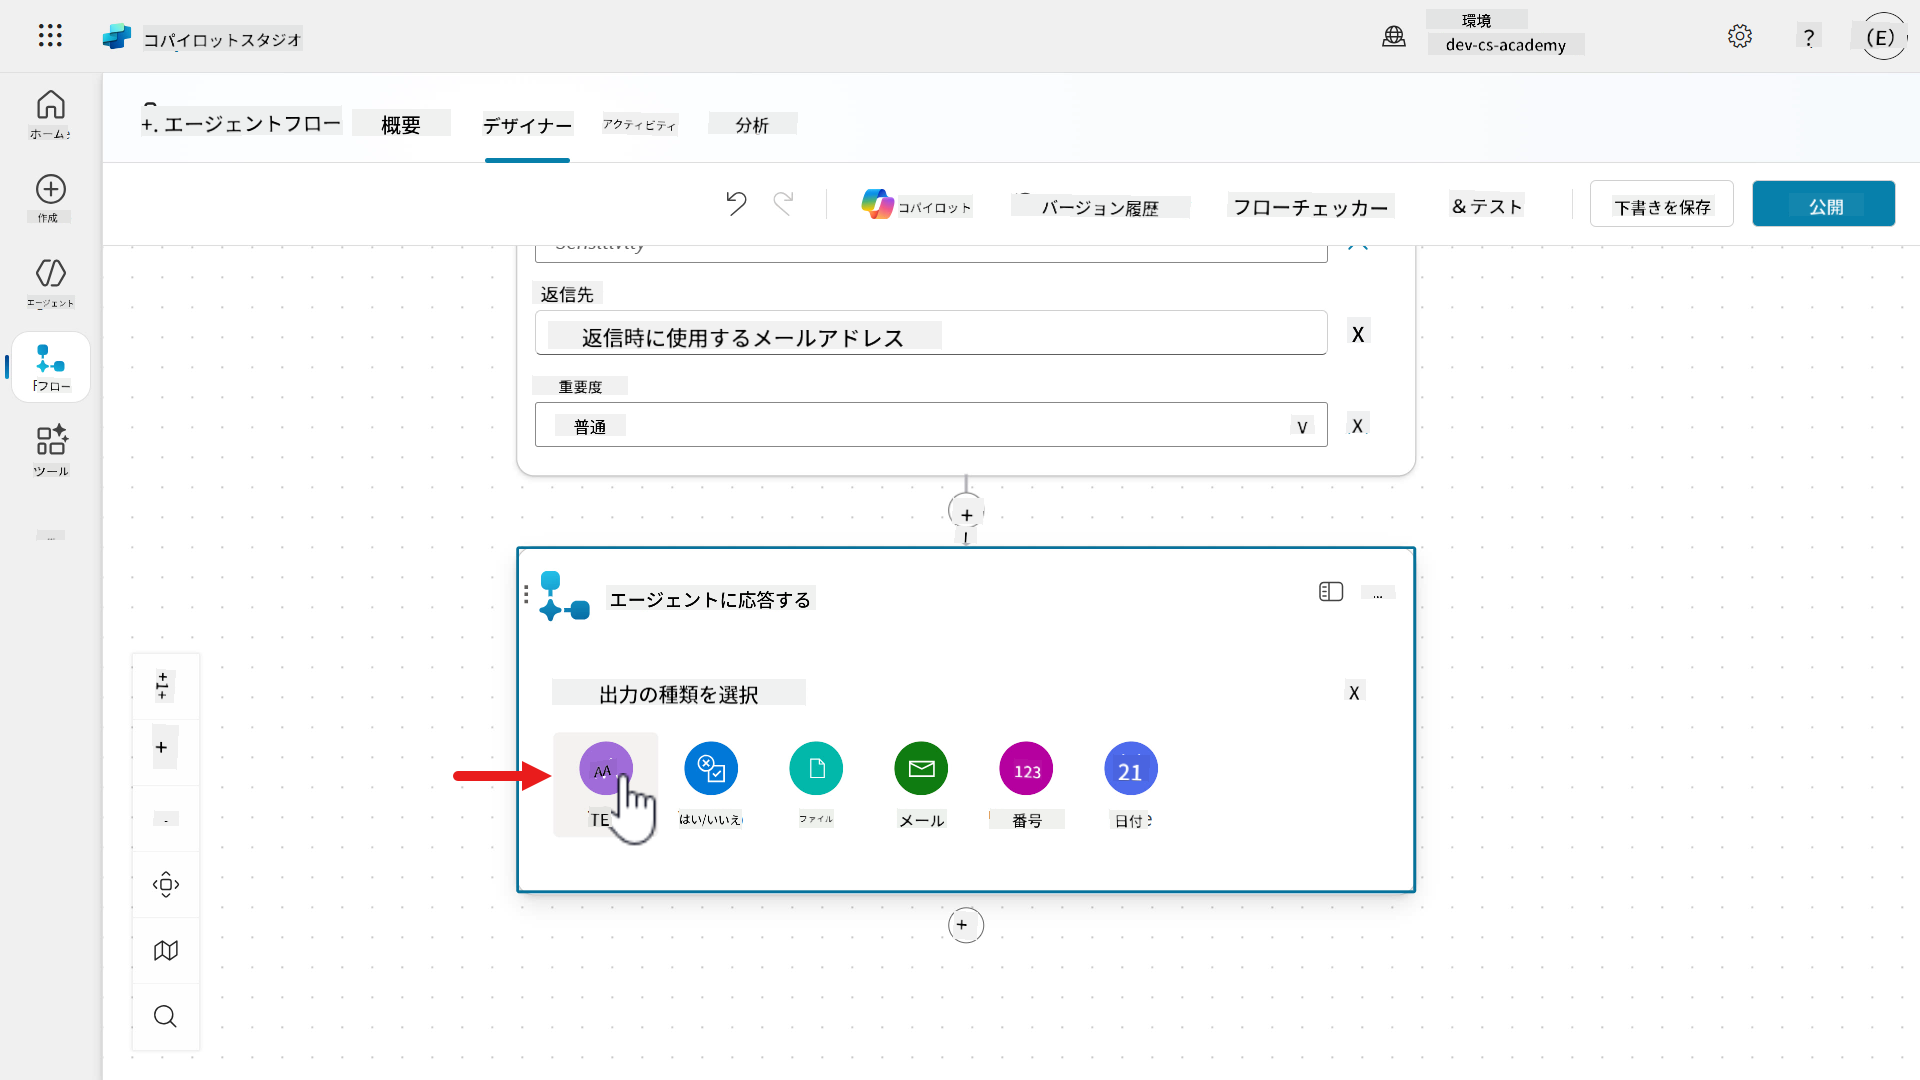 コパイロットスタジオ
環境
dev-cs-academy
?
(E)
ホーム
作成
エージェント
フロー
ツール
...
+. エージェントフロー
概要
デザイナー
アクティビティ
分析
コパイロット
バージョン履歴
フローチェッカー
& テスト
下書きを保存
公開
Sensitivity
返信先
返信時に使用するメールアドレス
X
重要度
普通
v
X
+
エージェントに応答する
...
出力の種類を選択
X
AA
123
21
TE
はい/いいえ
ファイル
メール
番号
日付
+
+
-